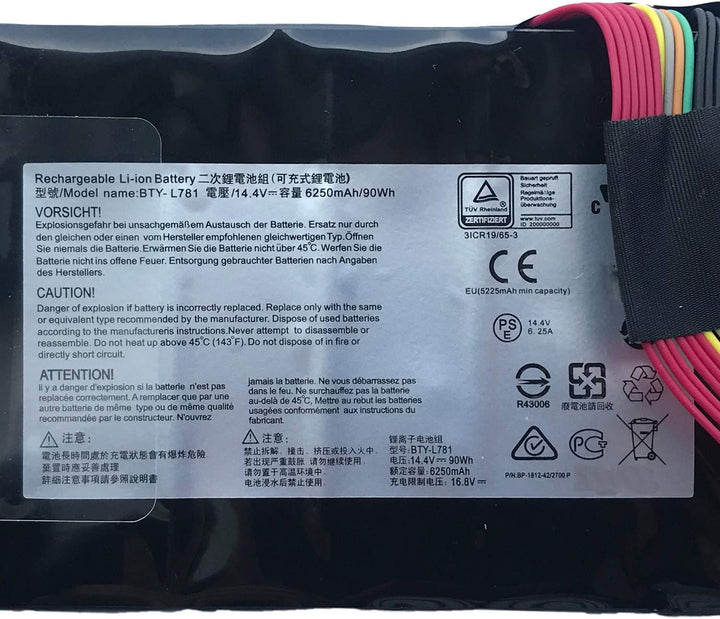 Rechargeable Li-ion Battery 二次鋰電池組(可充式鋰電池)
型號/Model name:BTY- L781 電壓/14.4V⎓容量 6250mAh/90Wh
VORSICHT!
Explosionsgefahr bei unsachgemäßem Austausch der Batterie. Ersatz nur durch
den gleichen oder einen vom Hersteller empfohlenen gleichwertigen Typ.Öffnen
Sie niemals die Batterie.Erwärmen Sie die Batterie nicht über 45℃. Werfen Sie die
Batterie nicht ins offene Feuer. Entsorgung gebrauchter Batterien nach Angaben
des Herstellers.
CAUTION!
Danger of explosion if battery is incorrectly replaced. Replace only with the same
or equivalent type recommended by the manufacturer. Dispose of used batteries
according to the manufactureris instructions.Never attempt to disassemble or
reassemble. Do not heat up above 45℃(143℉).Do not dispose of in fire or
directly short circuit.
ATTENTION!
Il y a danger d'explosion si la batterie n'est pas
replacée correctement. A remplacer que par une
autre batterie de même type ou de même qualité
recommandée par le constructeur. N'ouvrez
jamais la batterie. Ne vous débarrassez pas
dans le feu. Ne chauffez pas la batterie
au-delà de 45℃, Recyclez les batteries
usagées conformément aux instructions du
fabricant.
注意:
電池長時間處於充電狀態會有爆炸危險
棄置時應妥善處理
詳細注意事項請參照說明書
注意:
禁止拆卸、撞击、挤压或投入火中.
若出现严重鼓胀 请勿继续使用.
请勿置于高温环境中.
电池浸水后禁止使用.
锂离子电池组
型号:BTY-L781
电压:14.4V⎓90Wh
额定容量:6250mAh
充电限制电压:16.8V⎓
TÜV Rheinland
ZERTIFIZIERT
Bauart geprüft
Sicherheit
Regelmäßige
Produktions-
überwachung
www.tuv.com
ID 200000000
3ICR19/65-3
C
CE
EU(5225mAh min capacity)
PS
E
14.4V
6.25A
R43006
廢電池請回收
P/N:BP-1812-42/2700 P